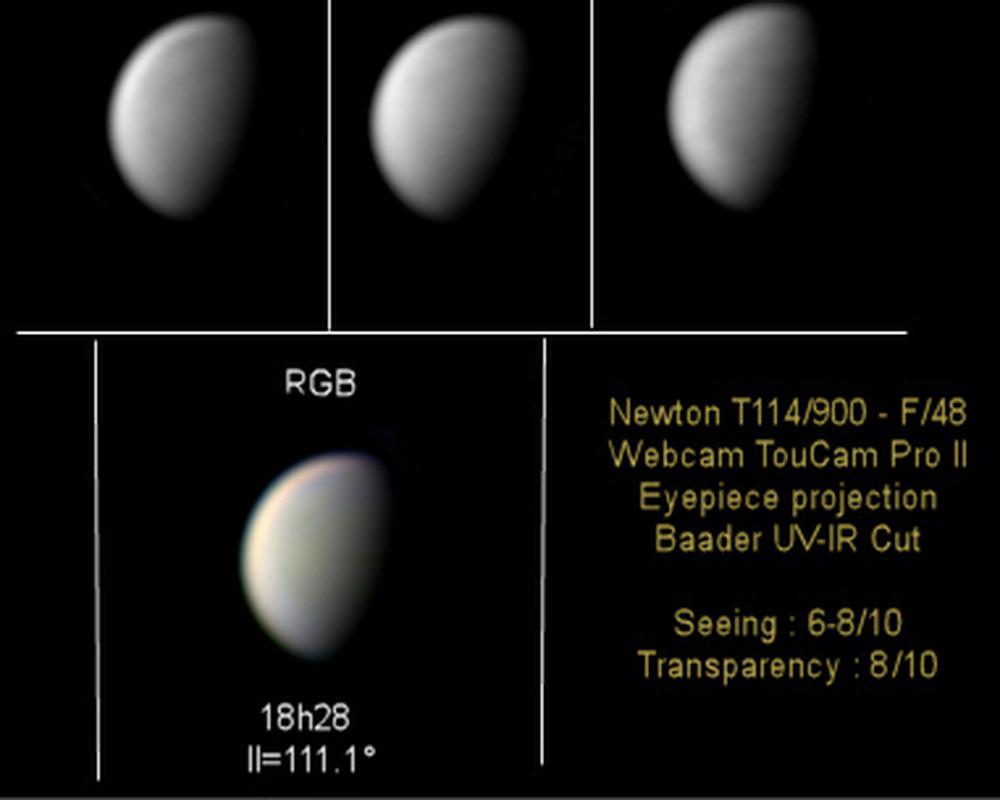 RGB
18h28
II=111.1°
Newton T114/900 - F/48
Webcam TouCam Pro II
Eyepiece projection
Baader UV-IR Cut
Seeing : 6-8/10
Transparency : 8/10